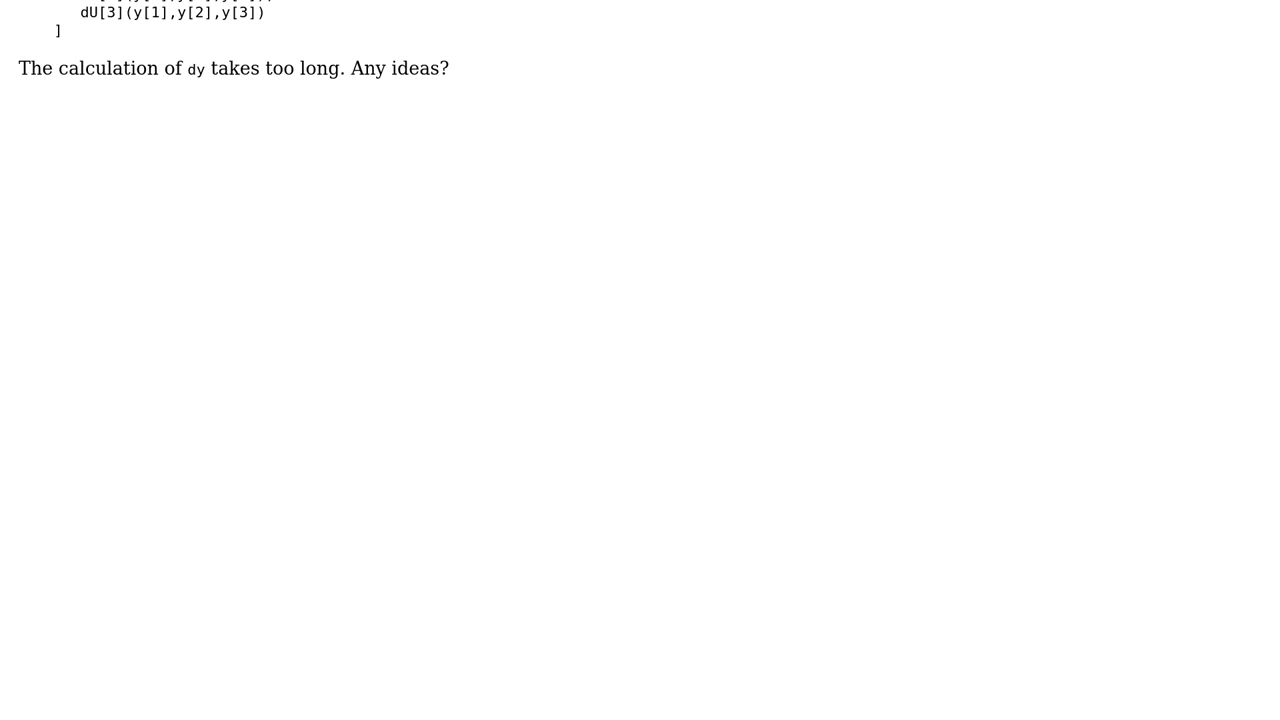 dU[3](y[1],y[2],y[3])
]
The calculation of dy takes too long. Any ideas?